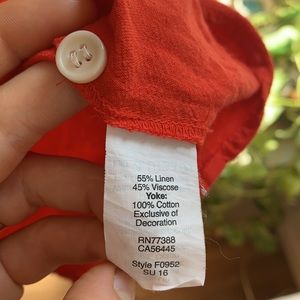 55% Linen
45% Viscose
Yoke:
100% Cotton
Exclusive of
Decoration
RN77388
CA56445
Style F0952
SU 16